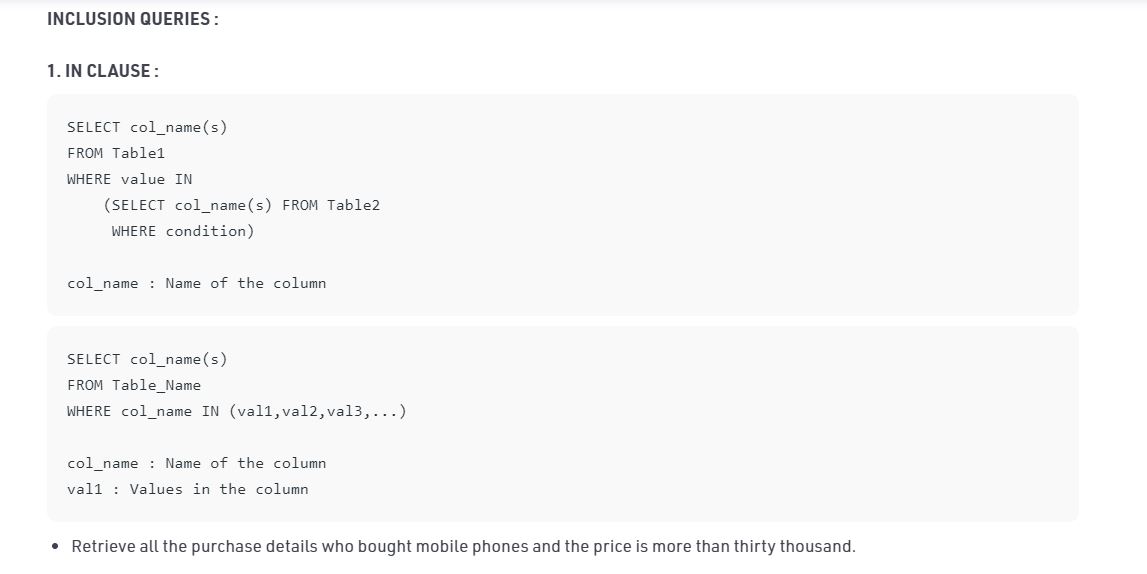 INCLUSION QUERIES :
1. IN CLAUSE :
SELECT col_name(s)
FROM Table1
WHERE value IN
(SELECT col_name(s) FROM Table2
WHERE condition)
col_name : Name of the column
SELECT col_name(s)
FROM Table_Name
WHERE col_name IN (val1,val2,val3,...)
col_name : Name of the column
val1 : Values in the column
• Retrieve all the purchase details who bought mobile phones and the price is more than thirty thousand.